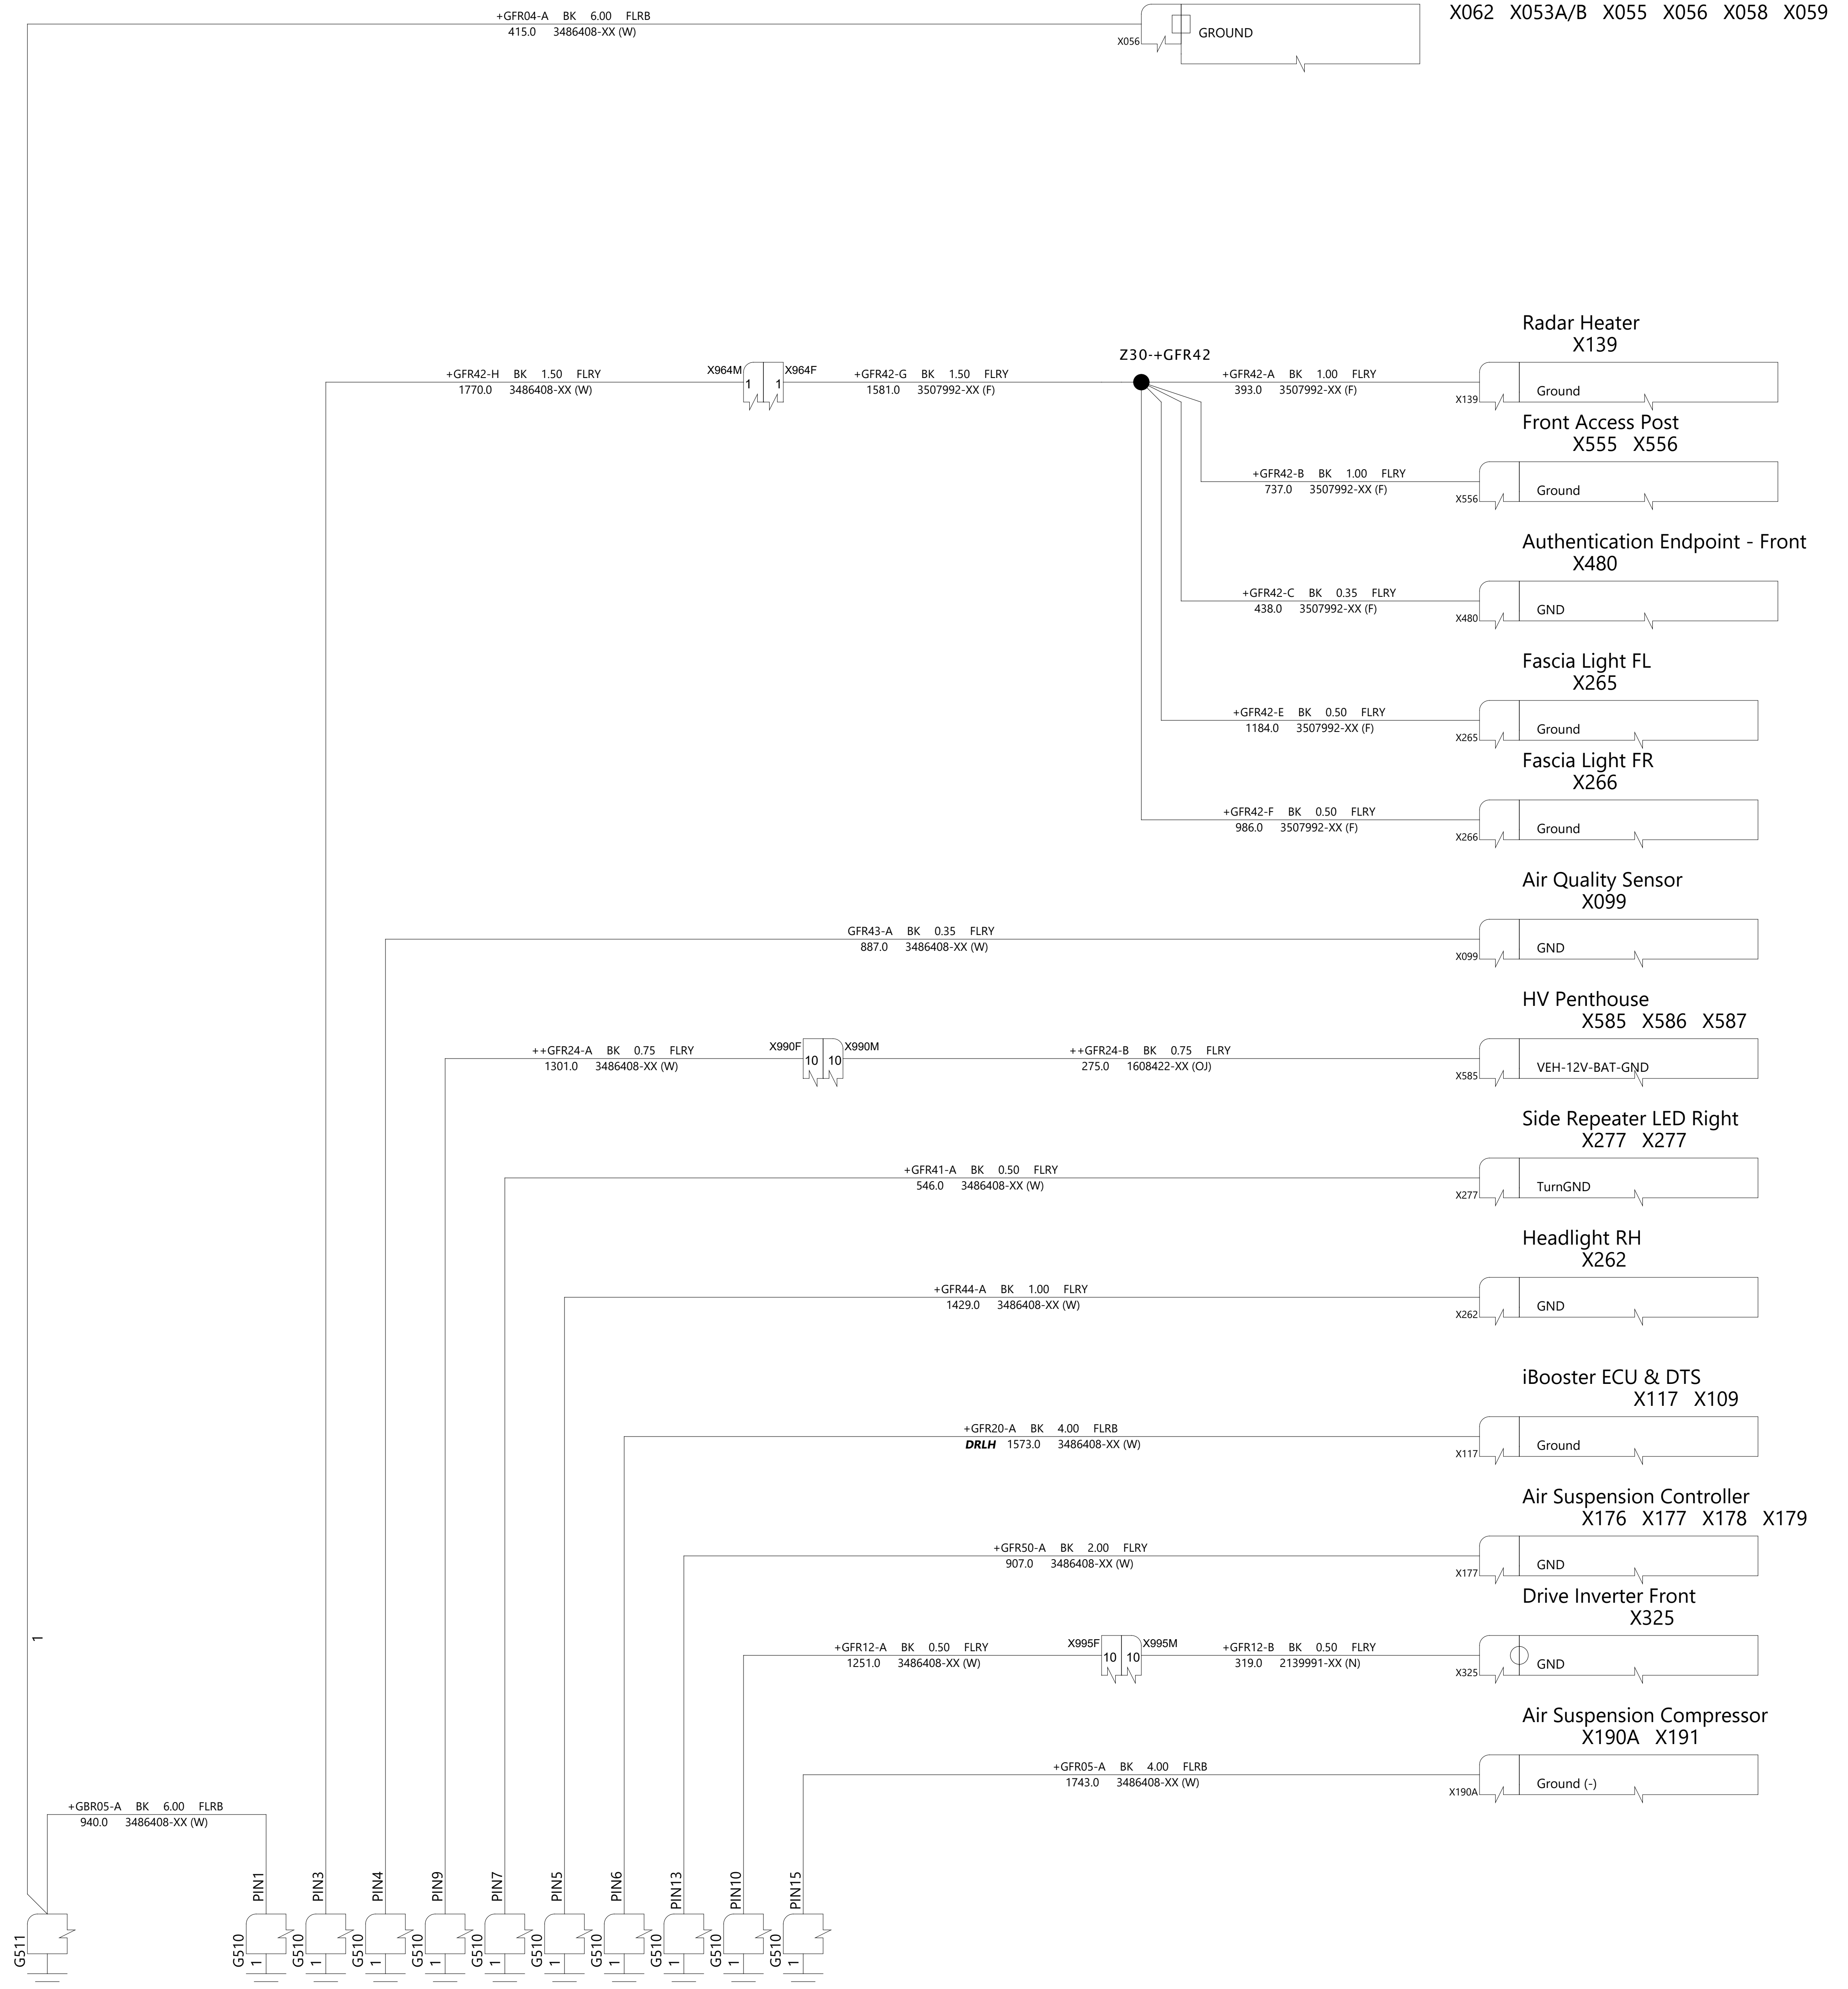 +GFR04-A BK 6.00 FLRB
415.0 3486408-XX (W)
X056
GROUND
X062 X053A/B X055 X056 X058 X059
Radar Heater
X139
+GFR42-H BK 1.50 FLRY
1770.0 3486408-XX (W)
X964M
1
1
X964F
+GFR42-G BK 1.50 FLRY
1581.0 3507992-XX (F)
Z30-+GFR42
+GFR42-A BK 1.00 FLRY
393.0 3507992-XX (F)
X139
Ground
Front Access Post
X555 X556
+GFR42-B BK 1.00 FLRY
737.0 3507992-XX (F)
X556
Ground
Authentication Endpoint - Front
X480
+GFR42-C BK 0.35 FLRY
438.0 3507992-XX (F)
X480
GND
Fascia Light FL
X265
+GFR42-E BK 0.50 FLRY
1184.0 3507992-XX (F)
X265
Ground
Fascia Light FR
X266
+GFR42-F BK 0.50 FLRY
986.0 3507992-XX (F)
X266
Ground
Air Quality Sensor
X099
GFR43-A BK 0.35 FLRY
887.0 3486408-XX (W)
X099
GND
HV Penthouse
X585 X586 X587
++GFR24-A BK 0.75 FLRY
1301.0 3486408-XX (W)
X990F
10
10
X990M
++GFR24-B BK 0.75 FLRY
275.0 1608422-XX (OJ)
X585
VEH-12V-BAT-GND
Side Repeater LED Right
X277 X277
+GFR41-A BK 0.50 FLRY
546.0 3486408-XX (W)
X277
TurnGND
Headlight RH
X262
+GFR44-A BK 1.00 FLRY
1429.0 3486408-XX (W)
X262
GND
iBooster ECU & DTS
X117 X109
+GFR20-A BK 4.00 FLRB
DRLH 1573.0 3486408-XX (W)
X117
Ground
Air Suspension Controller
X176 X177 X178 X179
+GFR50-A BK 2.00 FLRY
907.0 3486408-XX (W)
X177
GND
Drive Inverter Front
X325
+GFR12-A BK 0.50 FLRY
1251.0 3486408-XX (W)
X995F
10
10
X995M
+GFR12-B BK 0.50 FLRY
319.0 2139991-XX (N)
X325
GND
Air Suspension Compressor
X190A X191
+GFR05-A BK 4.00 FLRB
1743.0 3486408-XX (W)
X190A
Ground (-)
1
+GBR05-A BK 6.00 FLRB
940.0 3486408-XX (W)
PIN1
PIN3
PIN4
PIN9
PIN7
PIN5
PIN6
PIN13
PIN10
PIN15
G511
G510
1
G510
1
G510
1
G510
1
G510
1
G510
1
G510
1
G510
1
G510
1
G510
1